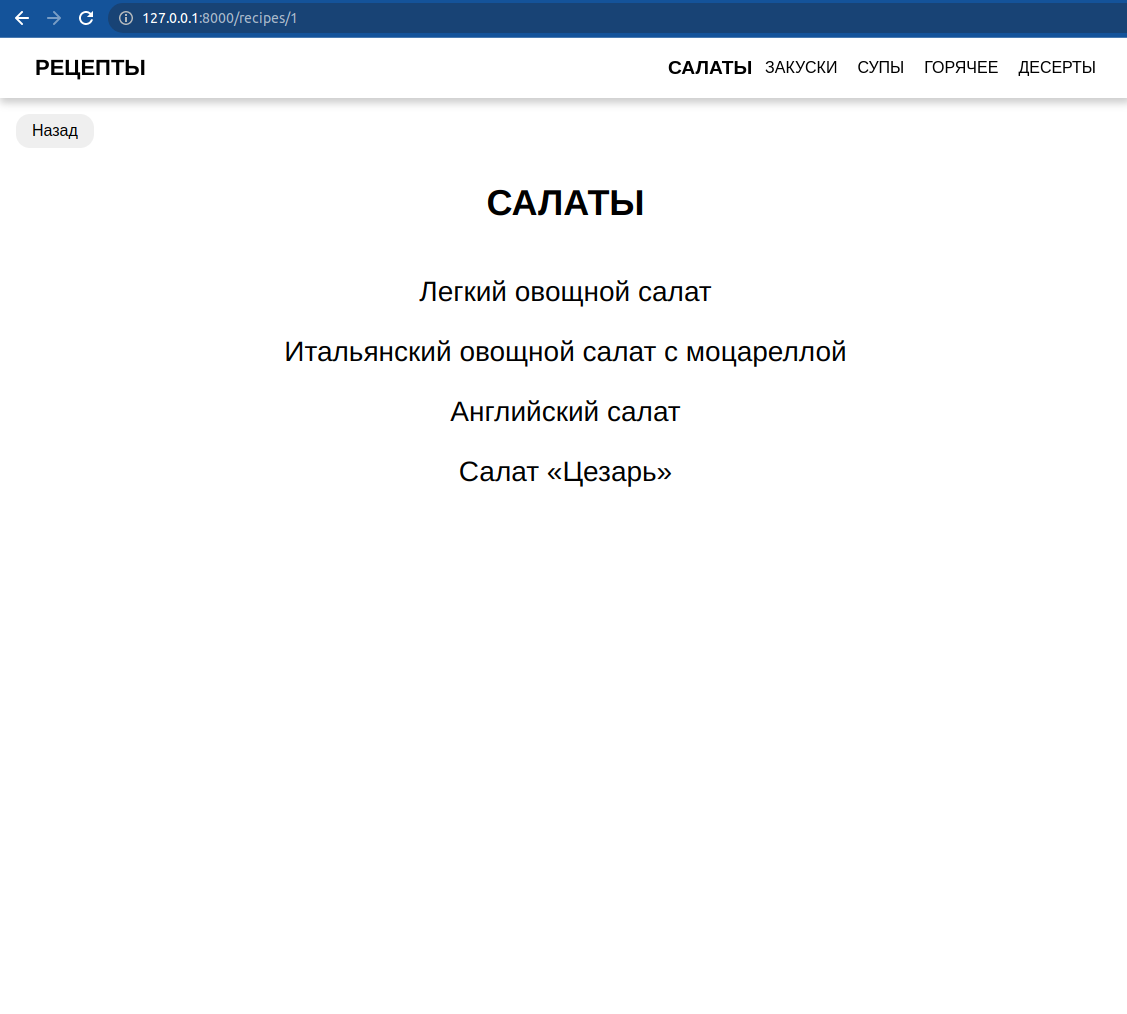 127.0.0.1:8000/recipes/1
РЕЦЕПТЫ САЛАТЫ ЗАКУСКИ СУПЫ ГОРЯЧЕЕ ДЕСЕРТЫ
Назад
САЛАТЫ
Легкий овощной салат
Итальянский овощной салат с моцареллой
Английский салат
Салат «Цезарь»